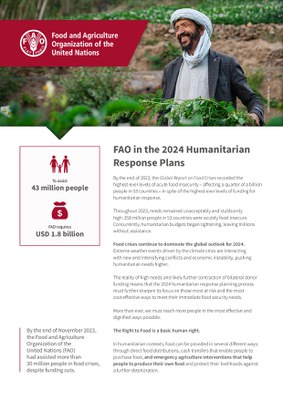 Food and Agriculture
Organization of the
United Nations
FAO in the 2024 Humanitarian
Response Plans
To assist
43 million people
FAO requires
USD 1.8 billion
By the end of November 2023,
the Food and Agriculture
Organization of the
United Nations (FAO)
had assisted more than
30 million people in food crises,
despite funding cuts.
By the end of 2022, the Global Report on Food Crises recorded the
highest-ever levels of acute food insecurity – affecting a quarter of a billion
people in 58 countries – in spite of the highest-ever levels of funding for
humanitarian response.
Throughout 2023, needs remained unacceptably and stubbornly
high: 258 million people in 58 countries were acutely food insecure.
Concurrently, humanitarian budgets began tightening, leaving millions
without assistance.
Food crises continue to dominate the global outlook for 2024.
Extreme weather events driven by the climate crisis are interacting
with new and intensifying conflicts and economic instability, pushing
humanitarian needs higher.
The reality of high needs and likely further contraction of bilateral donor
funding means that the 2024 humanitarian response planning process
must further sharpen its focus on those most at risk and the most
cost-effective ways to meet their immediate food security needs.
More than ever, we must reach more people in the most effective and
dignified ways possible.
The Right to Food is a basic human right.
In humanitarian contexts, food can be provided in several different ways
through direct food distributions, cash transfers that enable people to
purchase food, and emergency agriculture interventions that help
people to produce their own food and protect their livelihoods against
a further deterioration.